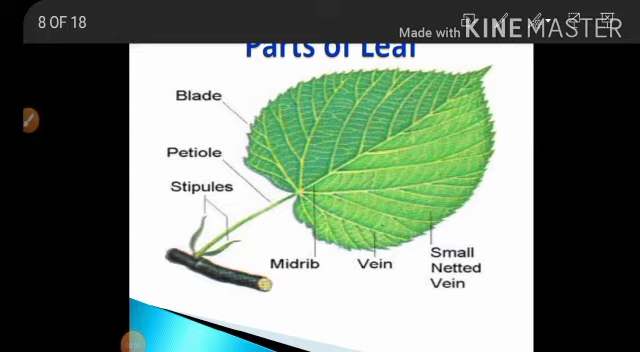 8 OF 18
Made with KINEMASTER
Parts of Leaf
Blade
Petiole
Stipules
Midrib
Vein
Small
Netted
Vein